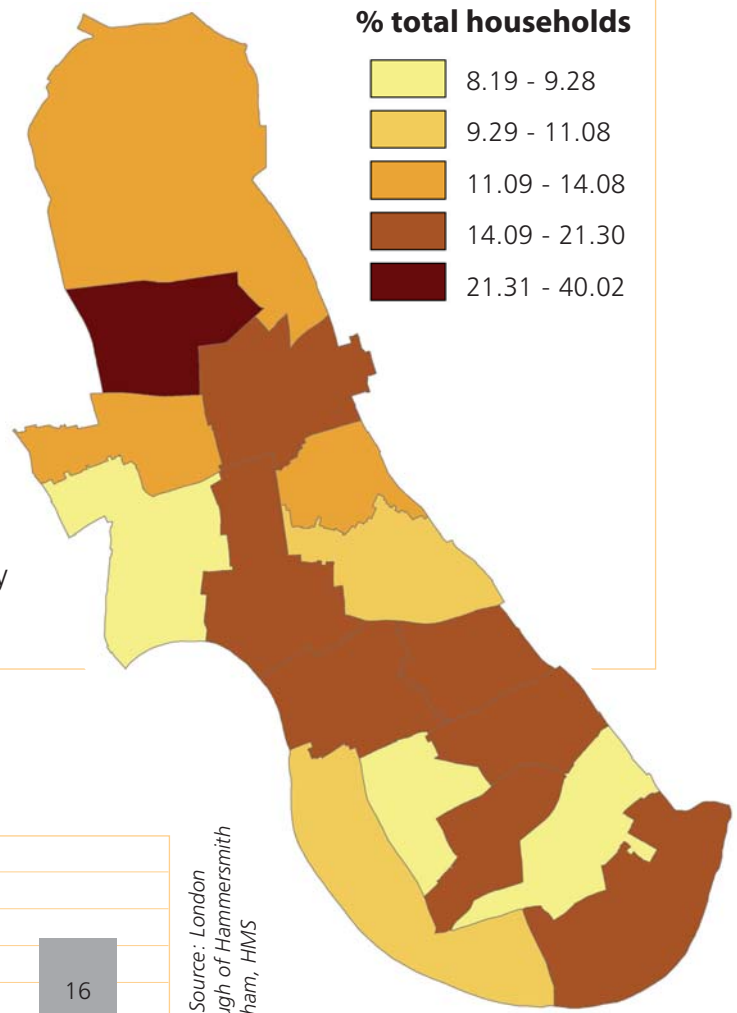 % total households
8.19 - 9.28
9.29 - 11.08
11.09 - 14.08
14.09 - 21.30
21.31 - 40.02
y
16
Source: London
ugh of Hammersmith
ham, HMS